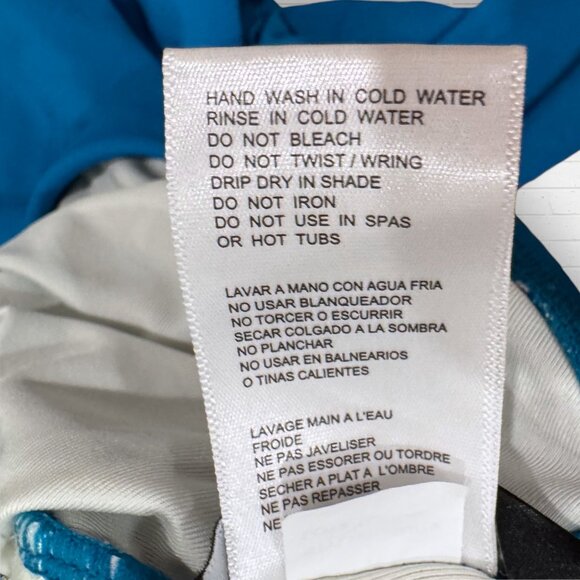 HAND WASH IN COLD WATER
RINSE IN COLD WATER
DO NOT BLEACH
DO NOT TWIST / WRING
DRIP DRY IN SHADE
DO NOT IRON
DO NOT USE IN SPAS
OR HOT TUBS
LAVAR A MANO CON AGUA FRIA
NO USAR BLANQUEADOR
NO TORCER O ESCURRIR
SECAR COLGADO A LA SOMBRA
NO PLANCHAR
NO USAR EN BALNEARIOS
O TINAS CALIENTES
LAVAGE MAIN A L'EAU
FROIDE
NE PAS JAVELISER
NE PAS ESSORER OU TORDRE
SECHER A PLAT A L'OMBRE
NE PAS REPASSER
NE